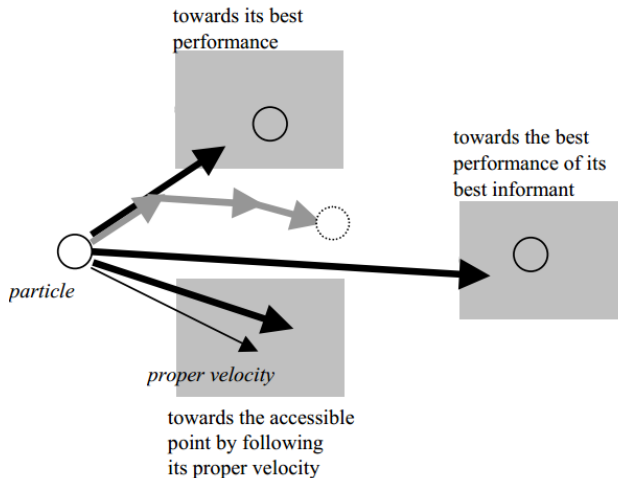 towards its best
performance
towards the best
performance of its
best informant
particle
proper velocity
towards the accessible
point by following
its proper velocity